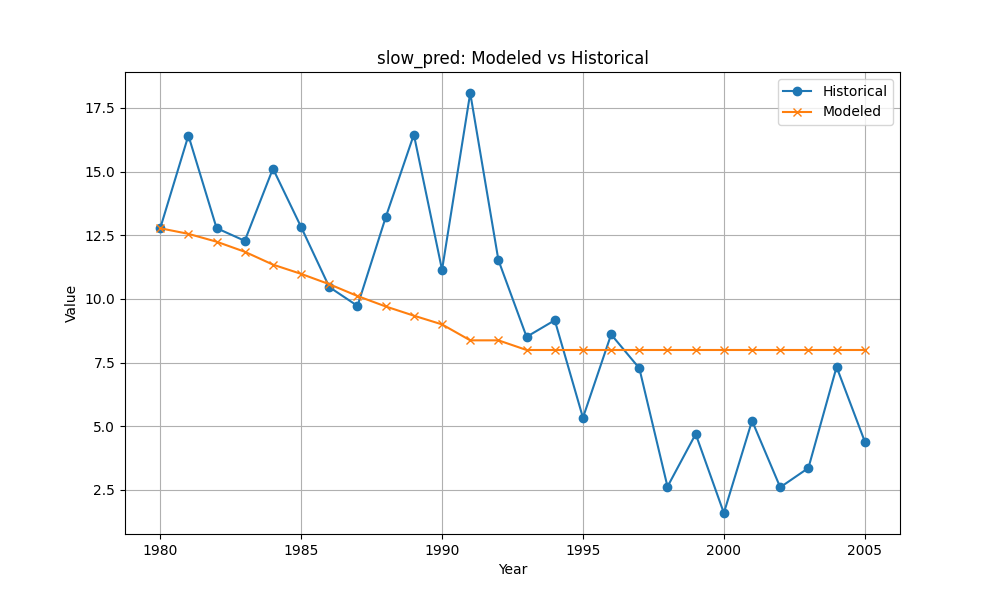 slow_pred: Modeled vs Historical
Historical
Modeled
Value
17.5
15.0
12.5
10.0
7.5
5.0
2.5
1980
1985
1990
1995
2000
2005
Year